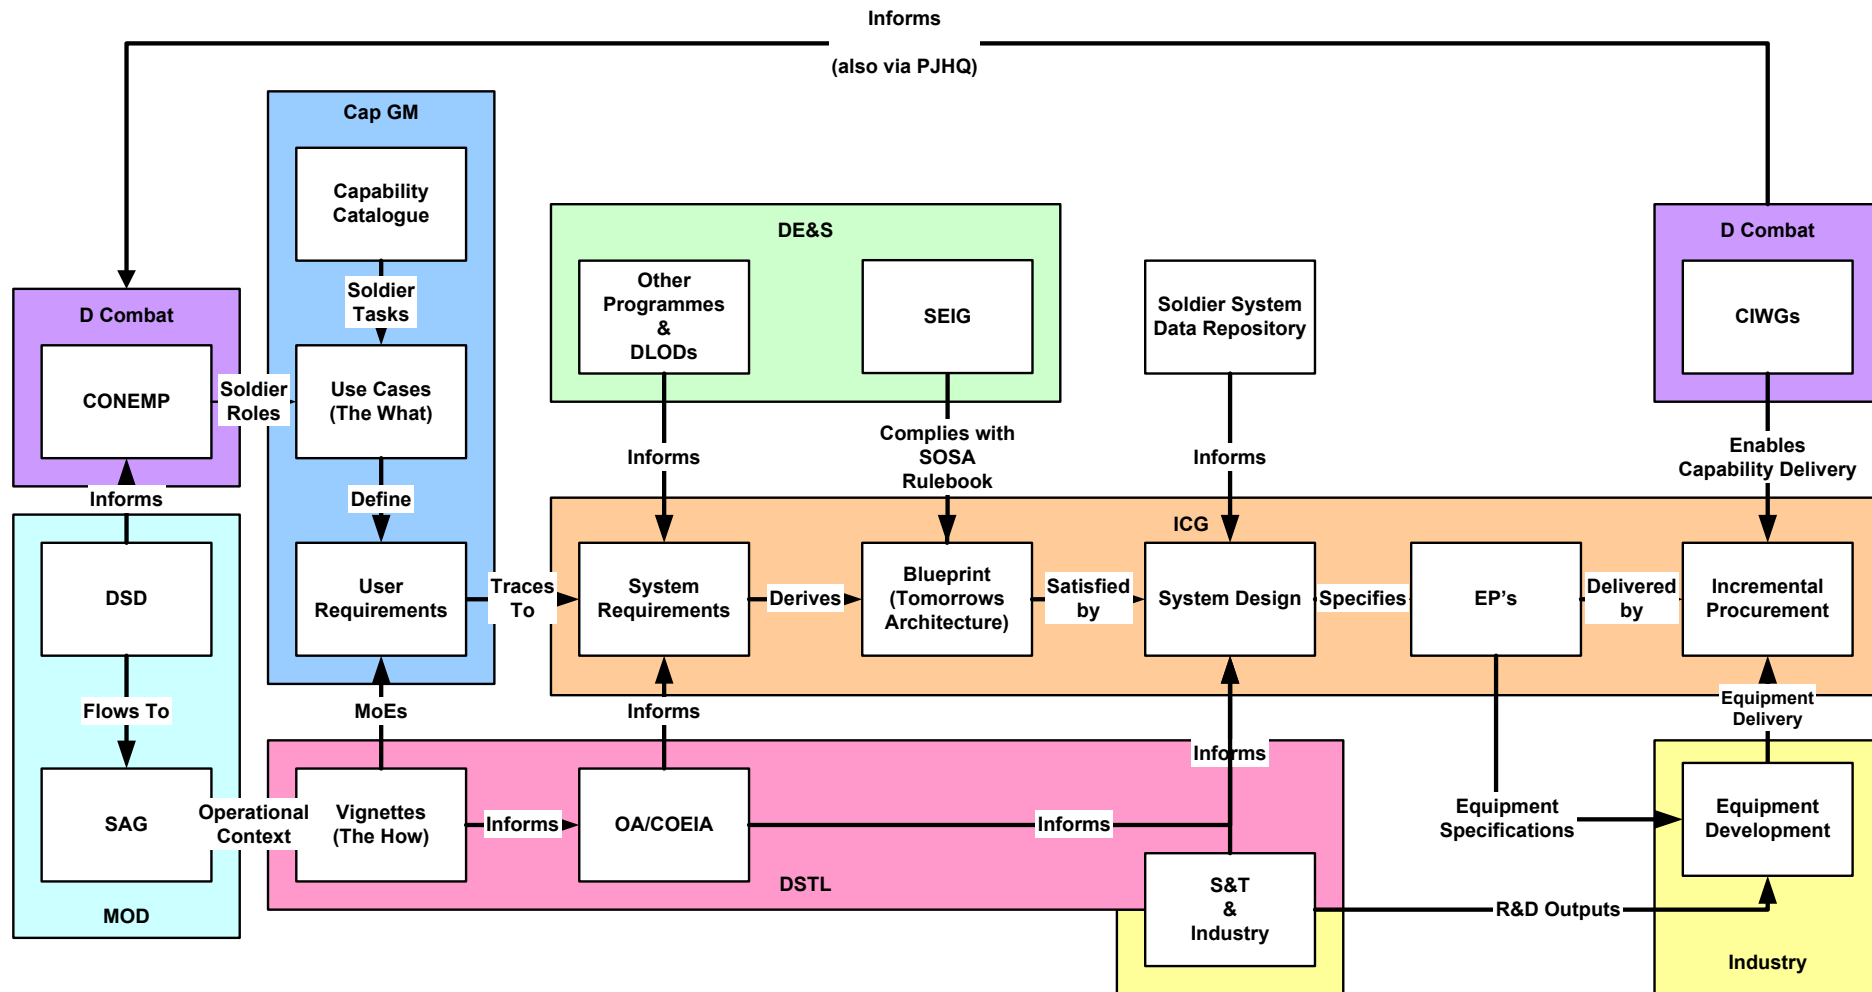 Informs
(also via PJHQ)
Cap GM
Capability
Catalogue
Soldier
Tasks
Use Cases
(The What)
Define
User
Requirements
D Combat
CONEMP
Soldier
Roles
Informs
DSD
Flows To
SAG
MOD
Operational
Context
MoEs
Vignettes
(The How)
Informs
OA/COEIA
Informs
DSTL
Informs
Informs
S&T
&
Industry
DE&S
Other
Programmes
&
DLODs
SEIG
Informs
Complies with
SOSA
Rulebook
Soldier System
Data Repository
Informs
D Combat
CIWGs
Enables
Capability Delivery
ICG
Traces
To
System
Requirements
Derives
Blueprint
(Tomorrows
Architecture)
Satisfied
by
System Design
Specifies
EP's
Delivered
by
Incremental
Procurement
Equipment
Delivery
Equipment
Specifications
Equipment
Development
R&D Outputs
Industry